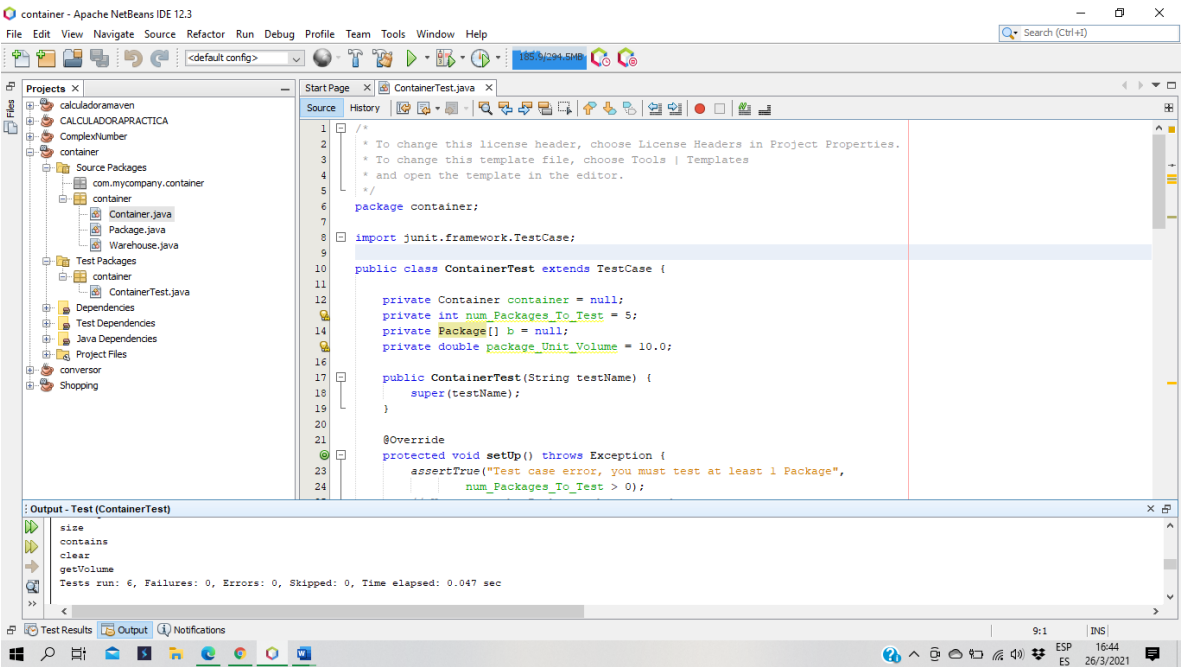 container - Apache NetBeans IDE 12.3
File Edit View Navigate Source Refactor Run Debug Profile Team Tools Window Help
Search (Ctrl+I)
<default config>
185.9/294.5MB
Projects
Files
calculadoramaven
CALCULADORAPRACTICA
ComplexNumber
container
Source Packages
com.mycompany.container
container
Container.java
Package.java
Warehouse.java
Test Packages
container
ContainerTest.java
Dependencies
Test Dependencies
Java Dependencies
Project Files
conversor
Shopping
Start Page ContainerTest.java
Source History
1 /*
2 * To change this license header, choose License Headers in Project Properties.
3 * To change this template file, choose Tools | Templates
4 * and open the template in the editor.
5 */
6 package container;
7
8 import junit.framework.TestCase;
9
10 public class ContainerTest extends TestCase {
11
12 private Container container = null;
private int num_Packages_To_Test = 5;
14 private Package[] b = null;
private double package_Unit_Volume = 10.0;
16
17 public ContainerTest(String testName) {
18 super(testName);
19 }
20
21 @Override
protected void setUp() throws Exception {
23 assertTrue("Test case error, you must test at least 1 Package",
24 num_Packages_To_Test > 0);
Output - Test (ContainerTest)
size
contains
clear
getVolume
Tests run: 6, Failures: 0, Errors: 0, Skipped: 0, Time elapsed: 0.047 sec
Test Results Output Notifications
9:1 INS
ESP
ES
16:44
26/3/2021